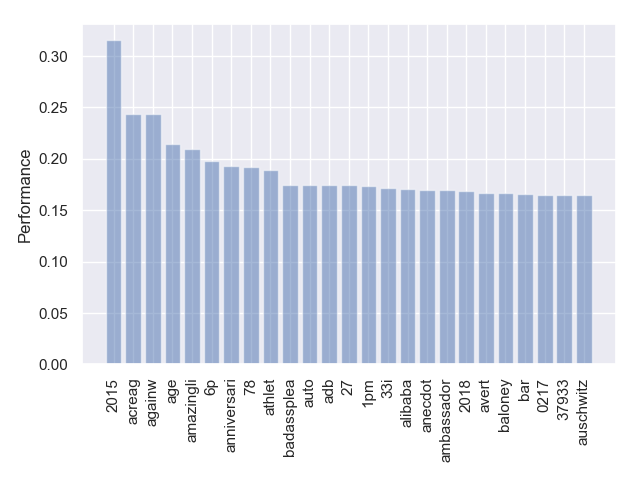 0.30
0.25
0.20
0.15
0.10
0.05
0.00
Performance
2015
acreag
againw
age
amazingli
6p
anniversari
78
athlet
badassplea
auto
adb
27
1pm
33i
alibaba
anecdot
ambassador
2018
avert
baloney
bar
0217
37933
auschwitz